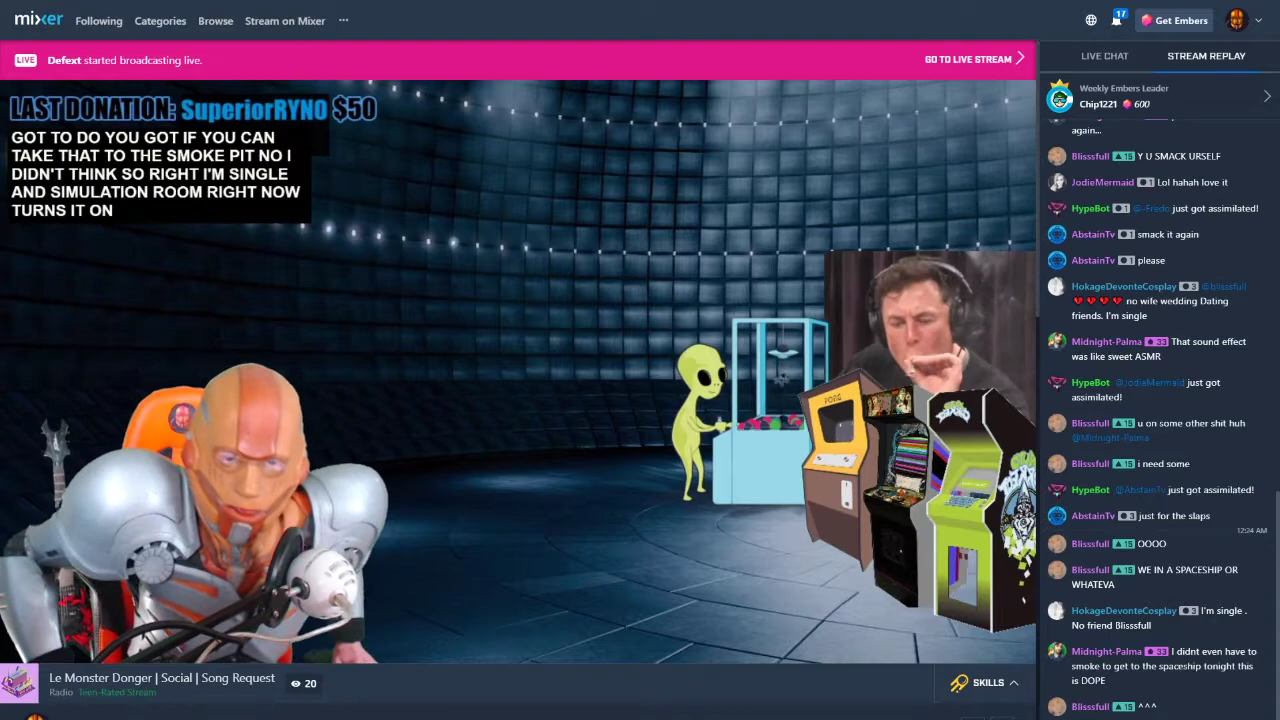 mixer
Following
Categories
Browse
Stream on Mixer
...
17
Get Embers
LIVE
Defext started broadcasting live.
GO TO LIVE STREAM
LAST DONATION: SuperiorRYNO $50
GOT TO DO YOU GOT IF YOU CAN
TAKE THAT TO THE SMOKE PIT NO I
DIDN'T THINK SO RIGHT I'M SINGLE
AND SIMULATION ROOM RIGHT NOW
TURNS IT ON
PORG
Le Monster Donger | Social | Song Request
Radio Teen-Rated Stream
20
SKILLS
LIVE CHAT
STREAM REPLAY
Weekly Embers Leader
Chip1221 600
again...
Blisssfull 15 Y U SMACK URSELF
JodieMermaid 1 Lol hahah love it
HypeBot 1 @-Fredo just got assimilated!
AbstainTv 1 smack it again
AbstainTv 1 please
HokageDevonteCosplay 3 @blisssfull
💔 💔 💔 💔 no wife wedding Dating
friends. I'm single
Midnight-Palma 33 That sound effect
was like sweet ASMR
HypeBot @JodieMermaid just got
assimilated!
Blisssfull 15 u on some other shit huh
@Midnight-Palma
Blisssfull 15 i need some
HypeBot @AbstainTv just got assimilated!
AbstainTv 3 just for the slaps
12:24 AM
Blisssfull 15 OOOO
Blisssfull 15 WE IN A SPACESHIP OR
WHATEVA
HokageDevonteCosplay 3 I'm single .
No friend Blisssfull
Midnight-Palma 33 I didnt even have to
smoke to get to the spaceship tonight this
is DOPE
Blisssfull 15 ^^^